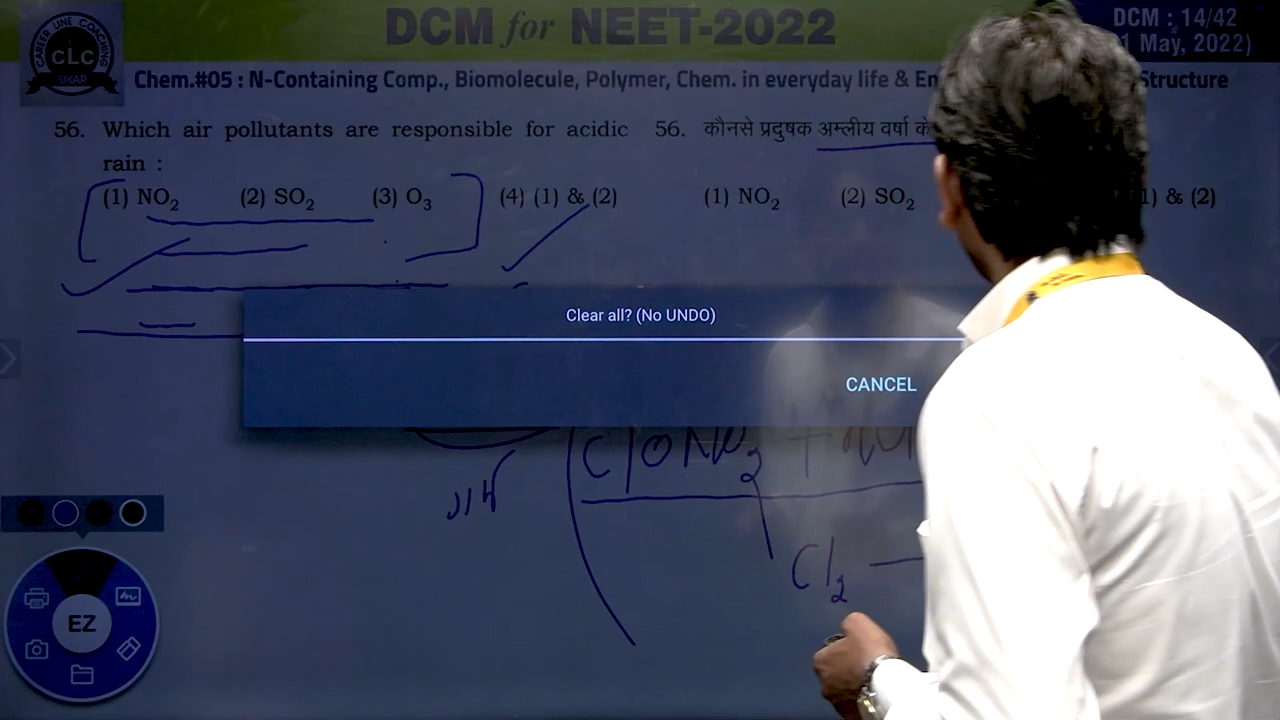 DCM for NEET-2022
DCM : 14/42
1 May, 2022)
CAREER LINE COACHING
CLC
SIKAR
Chem.#05 : N-Containing Comp., Biomolecule, Polymer, Chem. in everyday life & En
Structure
56. Which air pollutants are responsible for acidic
rain :
(1) NO2 (2) SO2 (3) O3 (4) (1) & (2)
56. कौनसे प्रदुषक अम्लीय वर्षा के
(1) NO2 (2) SO2 1) & (2)
Clear all? (No UNDO)
CANCEL
ClONO2 +
Cl2 —
EZ